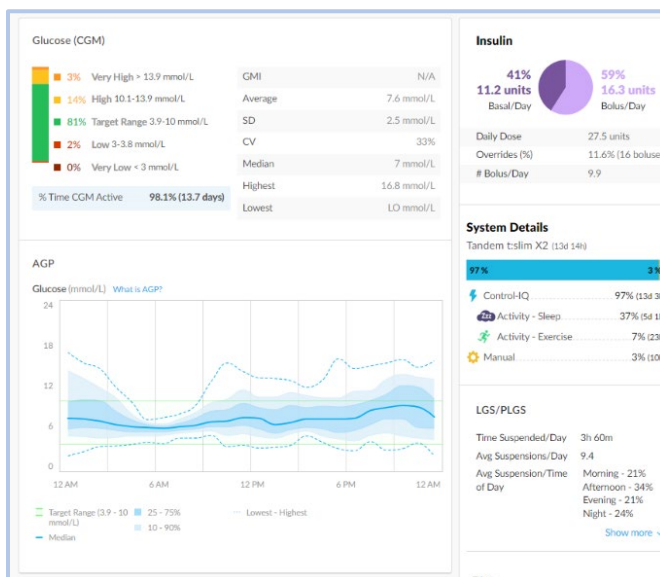 Glucose (CGM)
3% Very High > 13.9 mmol/L
14% High 10.1-13.9 mmol/L
81% Target Range 3.9-10 mmol/L
2% Low 3-3.8 mmol/L
0% Very Low < 3 mmol/L
% Time CGM Active 98.1% (13.7 days)
GMI N/A
Average 7.6 mmol/L
SD 2.5 mmol/L
CV 33%
Median 7 mmol/L
Highest 16.8 mmol/L
Lowest LO mmol/L
AGP
Glucose (mmol/L) What is AGP?
24
18
12
6
0
12 AM 6 AM 12 PM 6 PM 12 AM
Target Range (3.9 - 10
mmol/L)
Median
25 - 75%
10 - 90%
Lowest - Highest
Insulin
41%
11.2 units
Basal/Day
59%
16.3 units
Bolus/Day
Daily Dose 27.5 units
Overrides (%) 11.6% (16 boluse
# Bolus/Day 9.9
System Details
Tandem t:slim X2 (13d 14h)
97% 3%
Control-IQ 97% (13d 3
Zzz Activity - Sleep 37% (5d 1
Activity - Exercise 7% (23
Manual 3% (10
LGS/PLGS
Time Suspended/Day 3h 60m
Avg Suspensions/Day 9.4
Avg Suspension/Time
of Day
Morning - 21%
Afternoon - 34%
Evening - 21%
Night - 24%
Show more